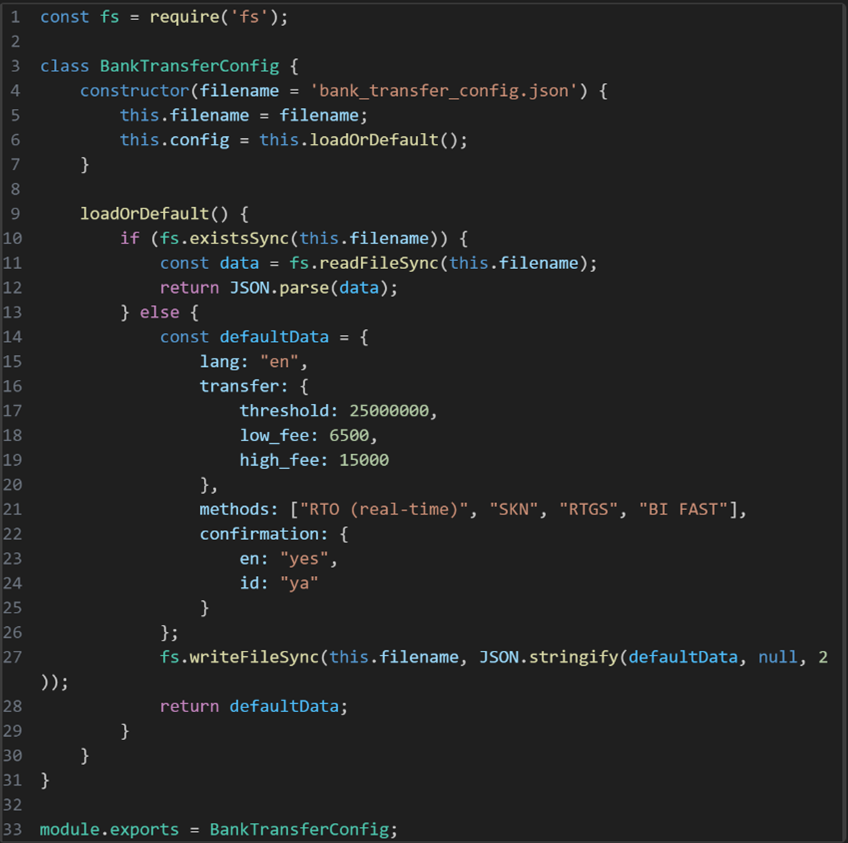 1 const fs = require('fs');
2
3 class BankTransferConfig {
4     constructor(filename = 'bank_transfer_config.json') {
5         this.filename = filename;
6         this.config = this.loadOrDefault();
7     }
8
9     loadOrDefault() {
10         if (fs.existsSync(this.filename)) {
11             const data = fs.readFileSync(this.filename);
12             return JSON.parse(data);
13         } else {
14             const defaultData = {
15                 lang: "en",
16                 transfer: {
17                     threshold: 25000000,
18                     low_fee: 6500,
19                     high_fee: 15000
20                 },
21                 methods: ["RTO (real-time)", "SKN", "RTGS", "BI FAST"],
22                 confirmation: {
23                     en: "yes",
24                     id: "ya"
25                 }
26             };
27             fs.writeFileSync(this.filename, JSON.stringify(defaultData, null, 2
));
28             return defaultData;
29         }
30     }
31 }
32
33 module.exports = BankTransferConfig;